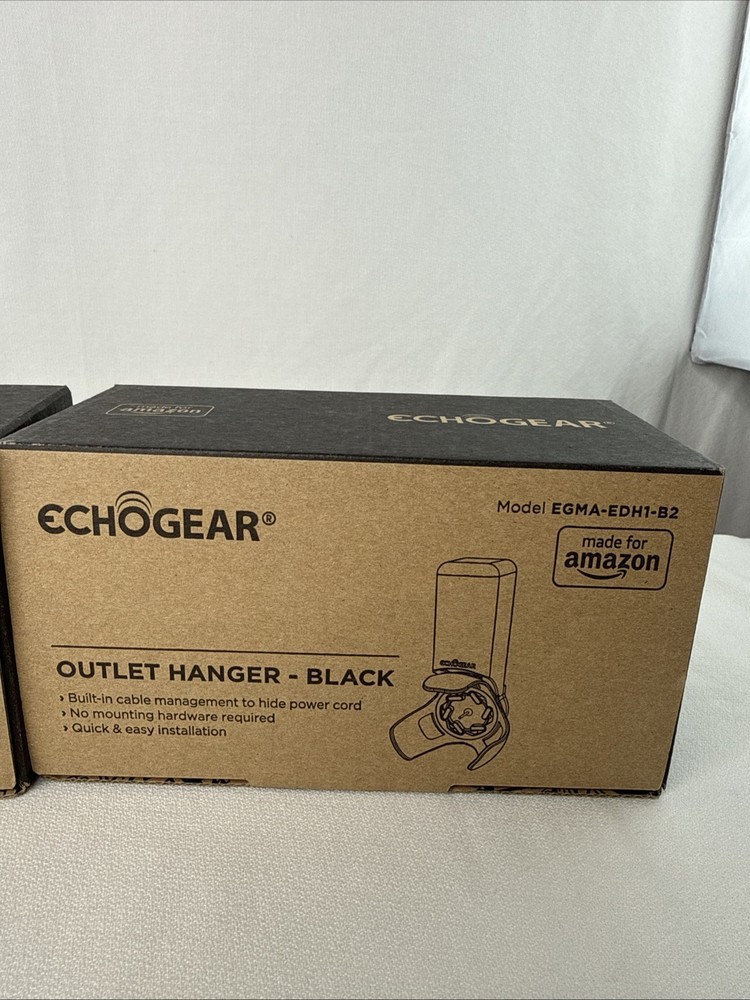 amazon
ECHOGEAR
ECHOGEAR®
Model EGMA-EDH1-B2
made for
amazon
ECHOGEAR
OUTLET HANGER - BLACK
› Built-in cable management to hide power cord
› No mounting hardware required
› Quick & easy installation